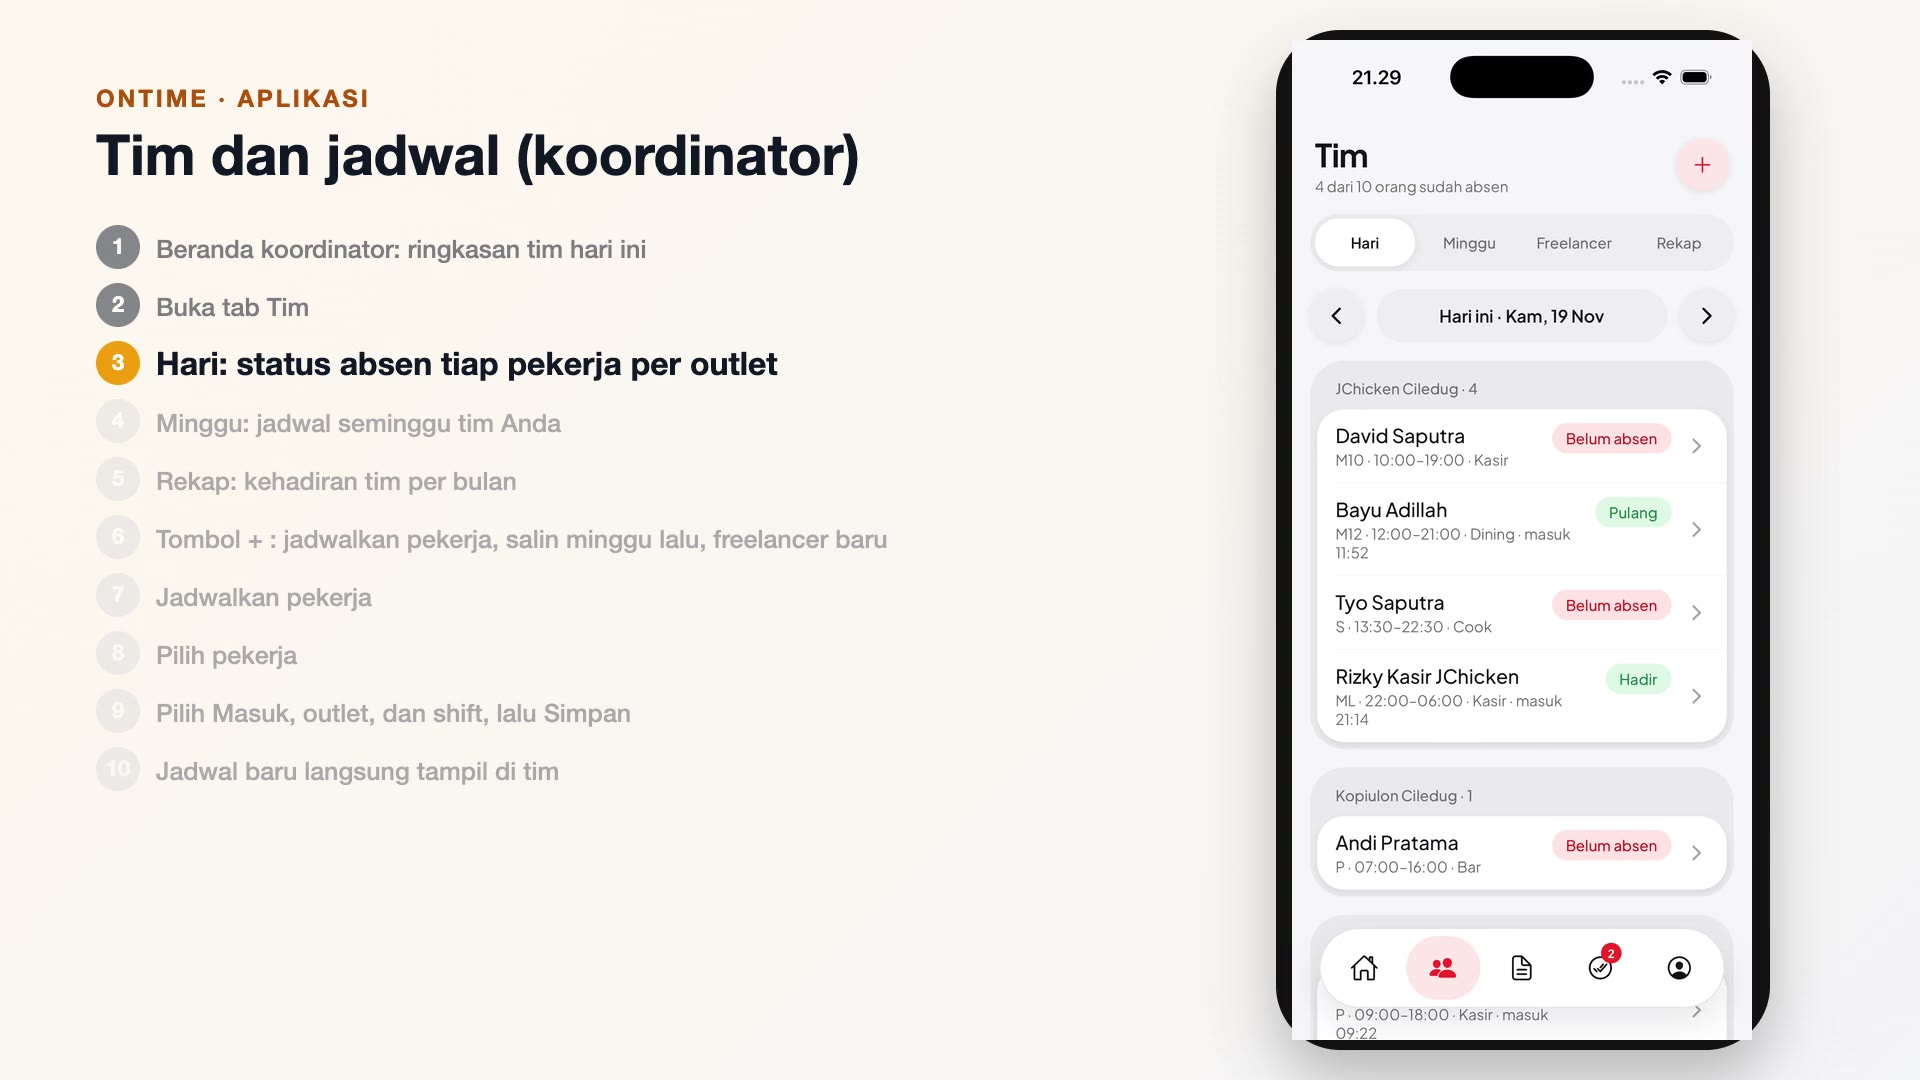 ONTIME · APLIKASI
Tim dan jadwal (koordinator)
1 Beranda koordinator: ringkasan tim hari ini
2 Buka tab Tim
3 Hari: status absen tiap pekerja per outlet
4 Minggu: jadwal seminggu tim Anda
5 Rekap: kehadiran tim per bulan
6 Tombol + : jadwalkan pekerja, salin minggu lalu, freelancer baru
7 Jadwalkan pekerja
8 Pilih pekerja
9 Pilih Masuk, outlet, dan shift, lalu Simpan
10 Jadwal baru langsung tampil di tim
21.29
Tim
4 dari 10 orang sudah absen
Hari Minggu Freelancer Rekap
Hari ini · Kam, 19 Nov
JChicken Ciledug · 4
David Saputra Belum absen
M10 · 10:00–19:00 · Kasir
Bayu Adillah Pulang
M12 · 12:00–21:00 · Dining · masuk
11:52
Tyo Saputra Belum absen
S · 13:30–22:30 · Cook
Rizky Kasir JChicken Hadir
ML · 22:00–06:00 · Kasir · masuk
21:14
Kopiulon Ciledug · 1
Andi Pratama Belum absen
P · 07:00–16:00 · Bar
2
P · 09:00–18:00 · Kasir · masuk
09:22